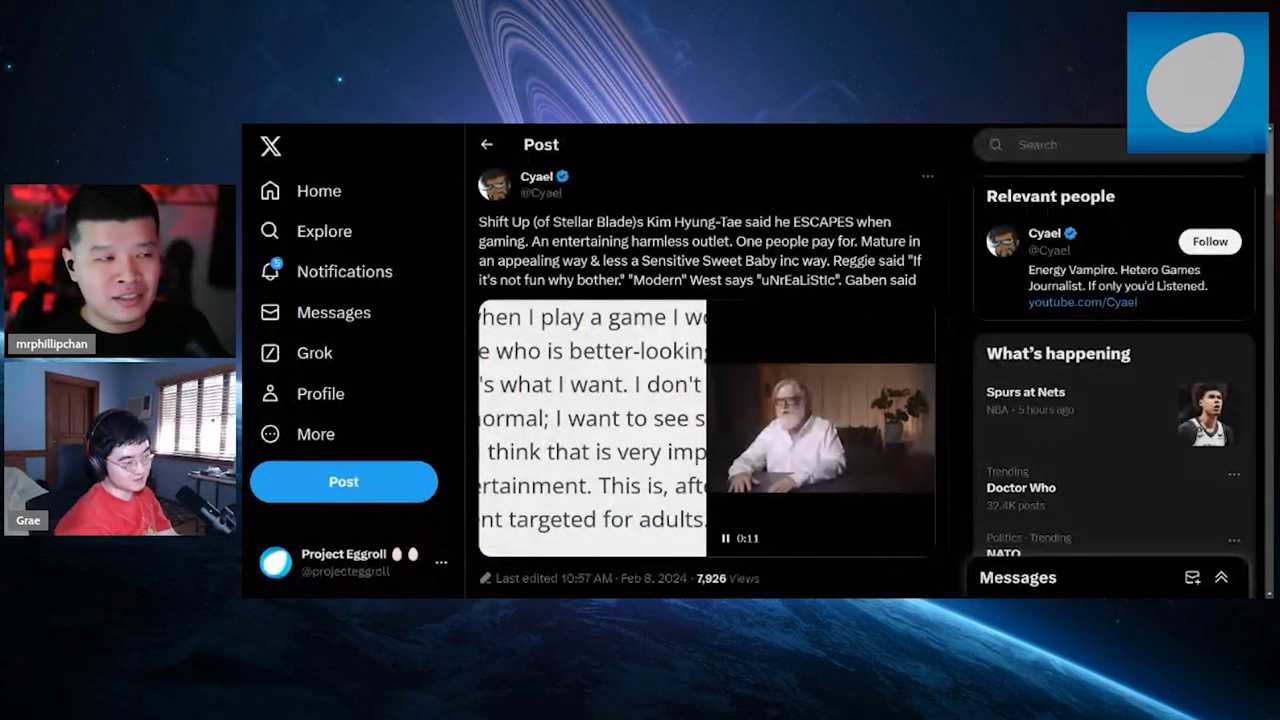 Home
Explore
5
Notifications
Messages
Grok
Profile
More
Post
Project Eggroll
@projecteggroll
mrphillipchan
Grae
Post
Cyael
@Cyael
Shift Up (of Stellar Blade)s Kim Hyung-Tae said he ESCAPES when
gaming. An entertaining harmless outlet. One people pay for. Mature in
an appealing way & less a Sensitive Sweet Baby inc way. Reggie said "If
it's not fun why bother." "Modern" West says "uNrEaLiStIc". Gaben said
hen I play a game I wo
e who is better-looking
's what I want. I don't
ormal; I want to see s
think that is very imp
rtainment. This is, afte
nt targeted for adults.
0:11
Last edited 10:57 AM · Feb 8, 2024 · 7,926 Views
Search
Relevant people
Cyael
@Cyael
Follow
Energy Vampire. Hetero Games
Journalist. If only you'd Listened.
youtube.com/Cyael
What's happening
Spurs at Nets
NBA · 5 hours ago
Trending
Doctor Who
32.4K posts
Politics · Trending
NATO
Messages